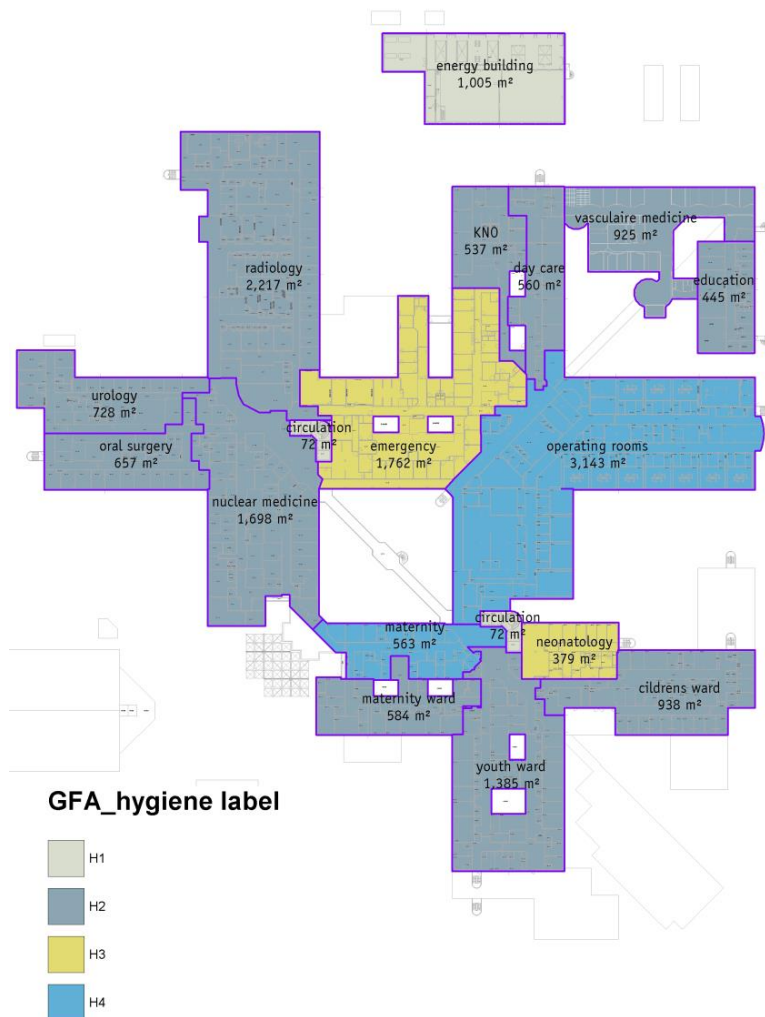 energy building
1,005 m²
vasculaire medicine
925 m²
KNO
537 m²
day care
560 m²
radiology
2,217 m²
education
445 m²
urology
728 m²
circulation
72 m²
emergency
1,762 m²
oral surgery
657 m²
operating rooms
3,143 m²
nuclear medicine
1,698 m²
maternity
563 m²
circulation
72 m²
neonatology
379 m²
maternity ward
584 m²
cildrens ward
938 m²
youth ward
1,385 m²
GFA_hygiene label
H1
H2
H3
H4